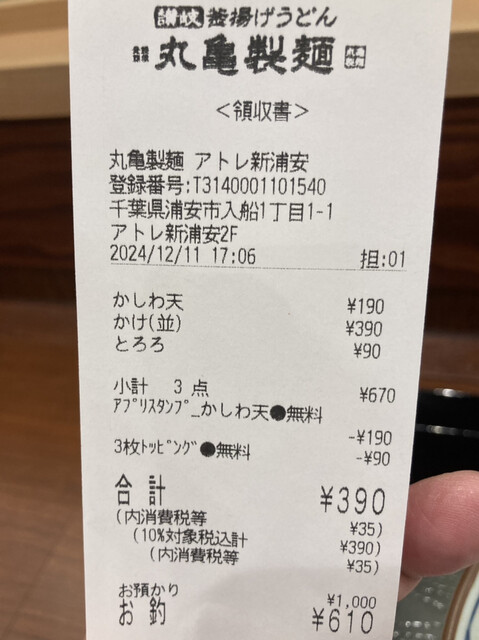 讃岐 釜揚げうどん
丸亀製麺
＜領収書＞
丸亀製麺 アトレ新浦安
登録番号:T3140001101540
千葉県浦安市入船1丁目1-1
アトレ新浦安2F
2024/12/11 17:06 担:01
かしわ天 ¥190
かけ(並) ¥390
とろろ ¥90
小計 3点 ¥670
ｱﾌﾟﾘｽﾀﾝﾌﾟ_かしわ天●無料
-¥190
3枚ﾄｯﾋﾟﾝｸﾞ●無料 -¥90
合計 ¥390
(内消費税等 ¥35)
(10%対象税込計 ¥390)
(内消費税等 ¥35)
お預かり ¥1,000
お釣 ¥610